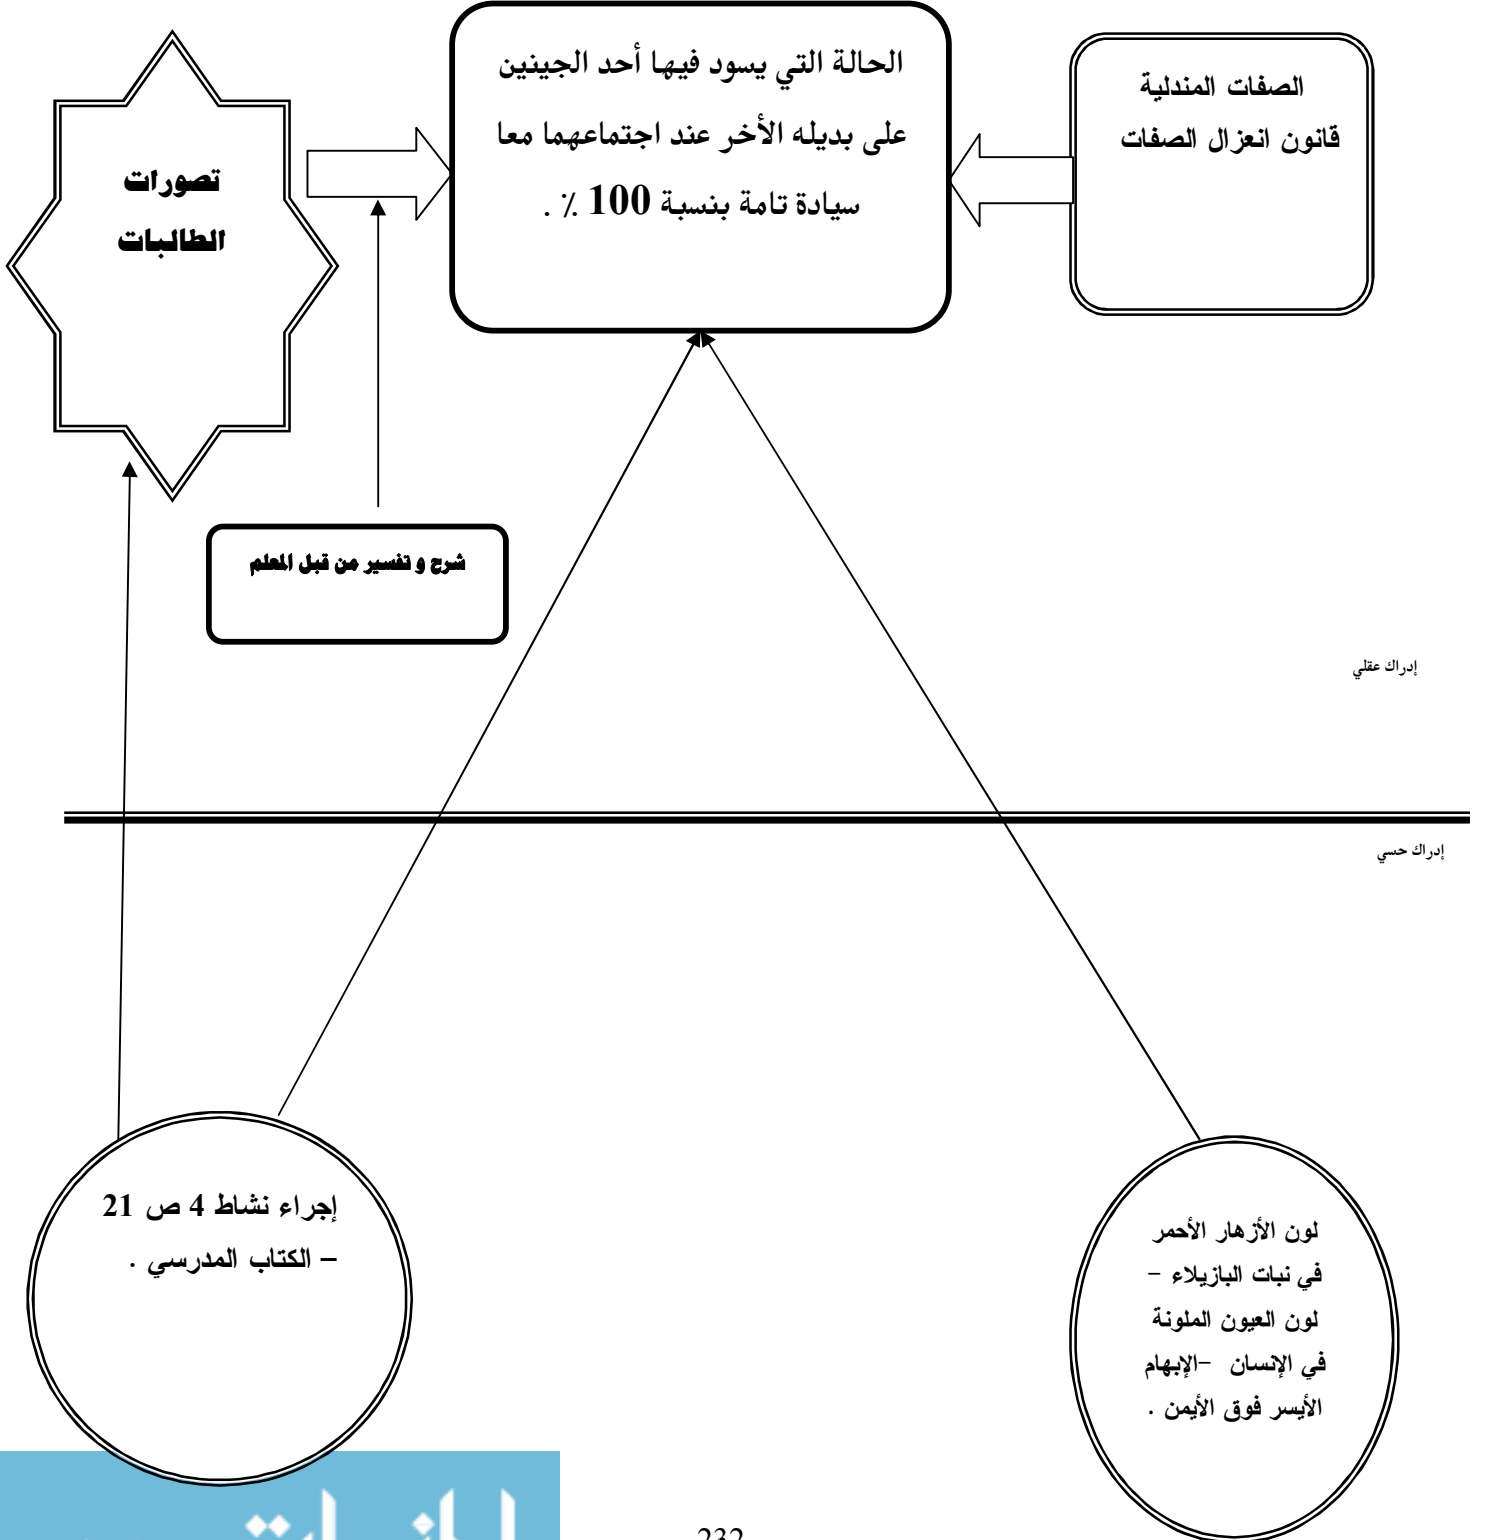 الصفات المندلية
قانون انعزال الصفات
الحالة التي يسود فيها أحد الجينين
على بديله الأخر عند اجتماعهما معا
سيادة تامة بنسبة 100 ٪ .
تصورات
الطالبات
شرح و تفسير من قبل المعلم
إدراك عقلي
إدراك حسي
إجراء نشاط 4 ص 21
– الكتاب المدرسي .
لون الأزهار الأحمر
في نبات البازيلاء –
لون العيون الملونة
في الإنسان –الإبهام
الأيسر فوق الأيمن .
232